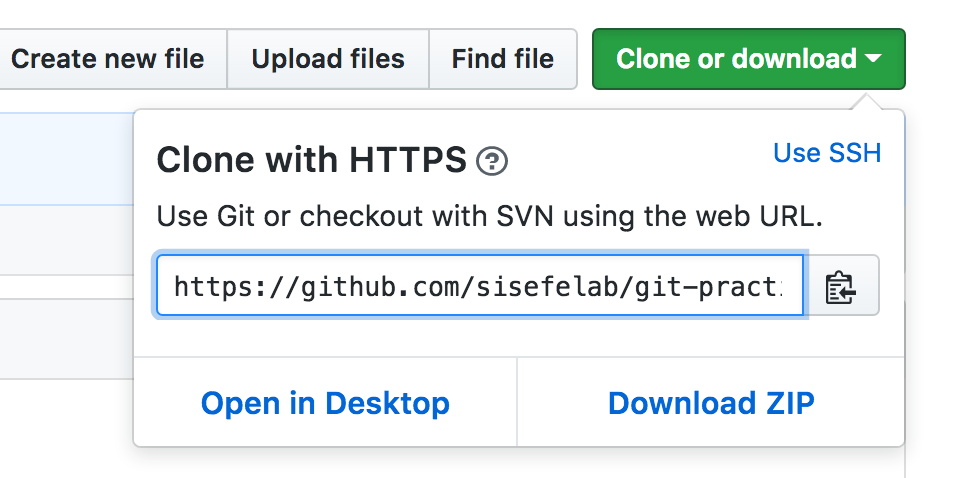 Create new file
Upload files
Find file
Clone or download
Clone with HTTPS
Use SSH
Use Git or checkout with SVN using the web URL.
https://github.com/sisefelab/git-pract
Open in Desktop
Download ZIP